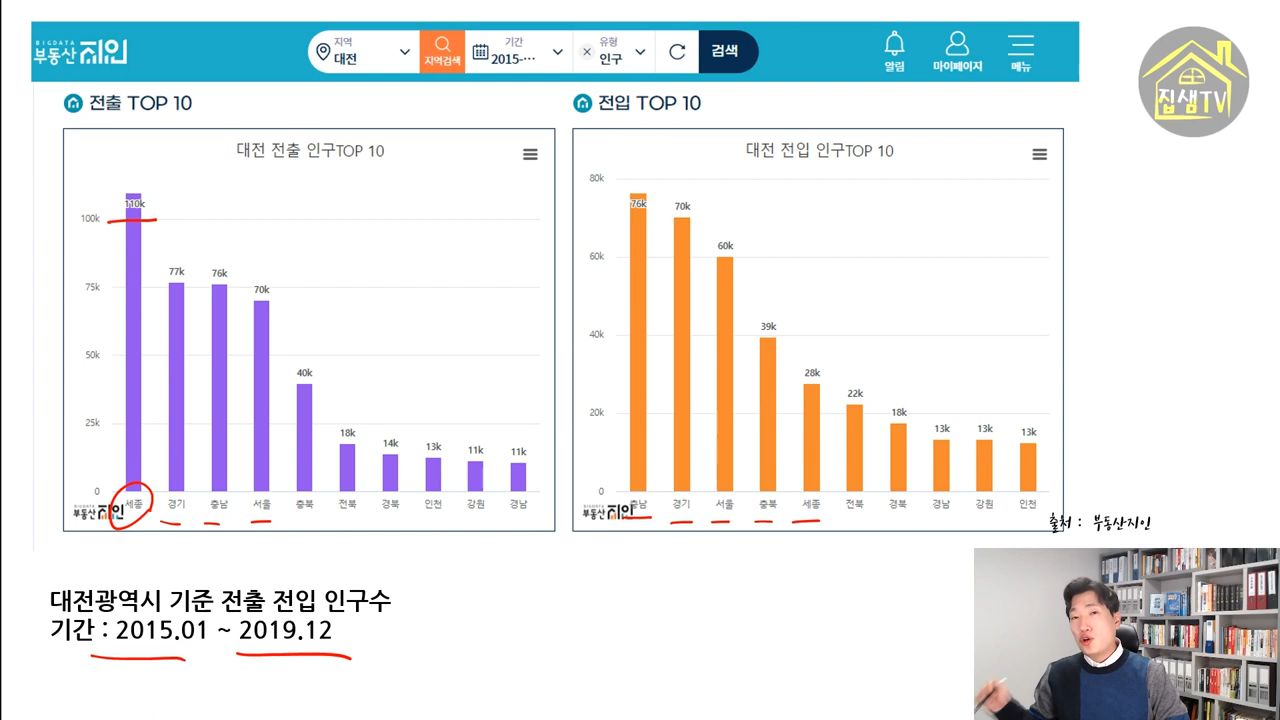 BIGDATA
부동산 지인
지역
대전
지역검색
기간
2015-···
유형
인구
검색
알림
마이페이지
메뉴
집샘TV
전출 TOP 10
대전 전출 인구TOP 10
100k
75k
50k
25k
0
110k
77k
76k
70k
40k
18k
14k
13k
11k
11k
세종
경기
충남
서울
충북
전북
경북
인천
강원
경남
BIGDATA
부동산 지인
전입 TOP 10
대전 전입 인구TOP 10
80k
60k
40k
20k
0
76k
70k
60k
39k
28k
22k
18k
13k
13k
13k
충남
경기
서울
충북
세종
전북
경북
경남
강원
인천
BIGDATA
부동산 지인
출처 : 부동산지인
대전광역시 기준 전출 전입 인구수
기간 : 2015.01 ~ 2019.12